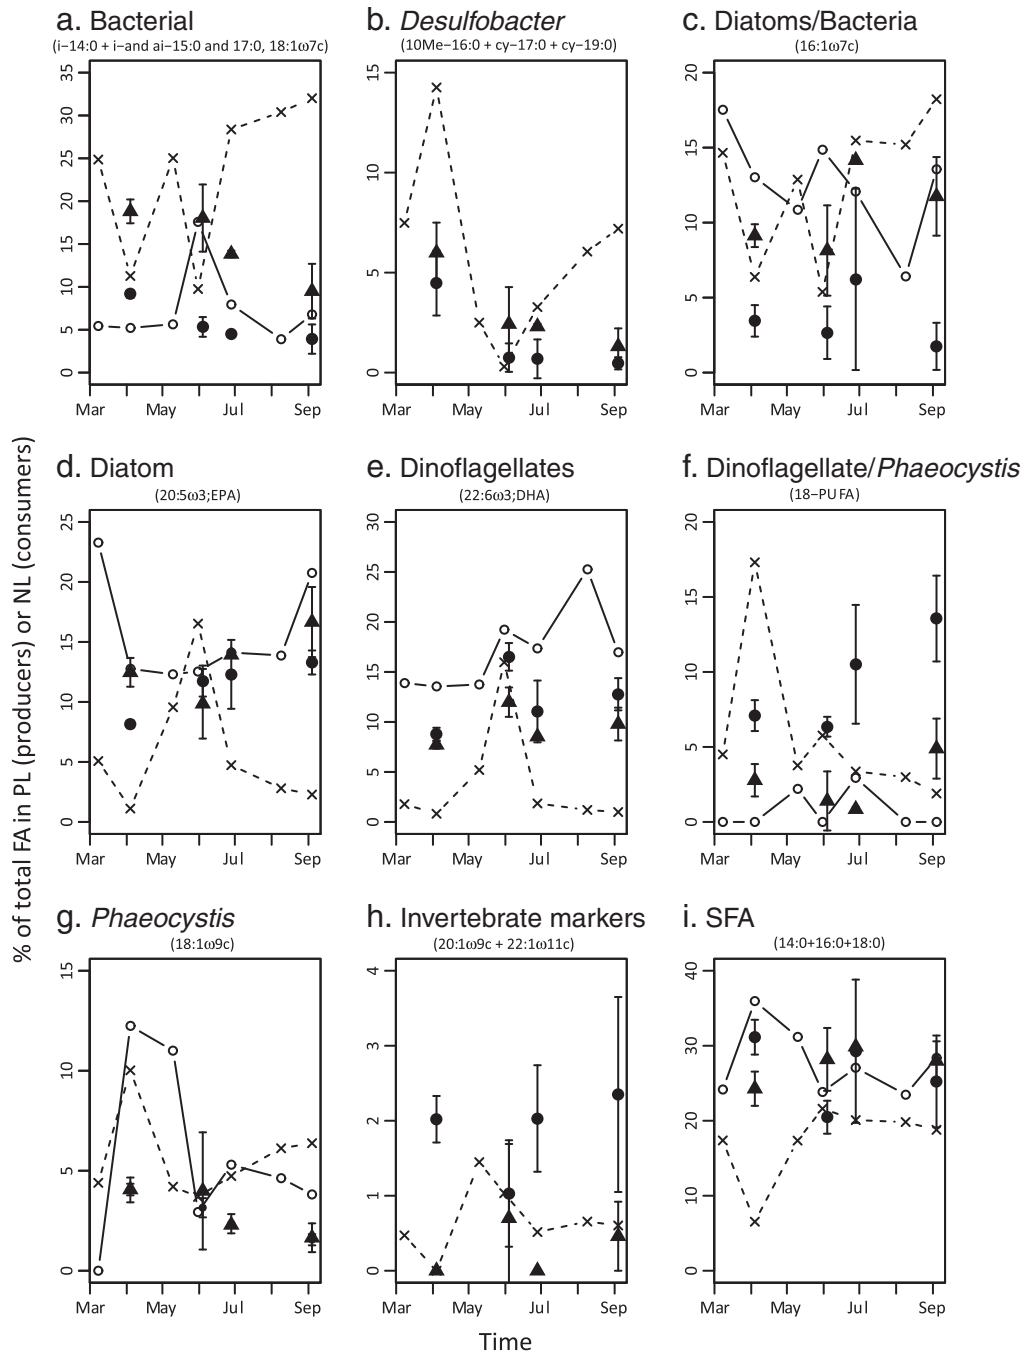 a. Bacterial
(i−14:0 + i−and ai−15:0 and 17:0, 18:1ω7c)
35
30
25
20
15
10
5
0
Mar May Jul Sep
b. Desulfobacter
(10Me−16:0 + cy−17:0 + cy−19:0)
15
10
5
0
Mar May Jul Sep
c. Diatoms/Bacteria
(16:1ω7c)
20
15
10
5
0
Mar May Jul Sep
% of total FA in PL (producers) or NL (consumers)
d. Diatom
(20:5ω3;EPA)
25
20
15
10
5
0
Mar May Jul Sep
e. Dinoflagellates
(22:6ω3;DHA)
30
25
20
15
10
5
0
Mar May Jul Sep
f. Dinoflagellate/Phaeocystis
(18−PUFA)
20
15
10
5
0
Mar May Jul Sep
g. Phaeocystis
(18:1ω9c)
15
10
5
0
Mar May Jul Sep
h. Invertebrate markers
(20:1ω9c + 22:1ω11c)
4
3
2
1
0
Mar May Jul Sep
i. SFA
(14:0+16:0+18:0)
40
30
20
10
0
Mar May Jul Sep
Time